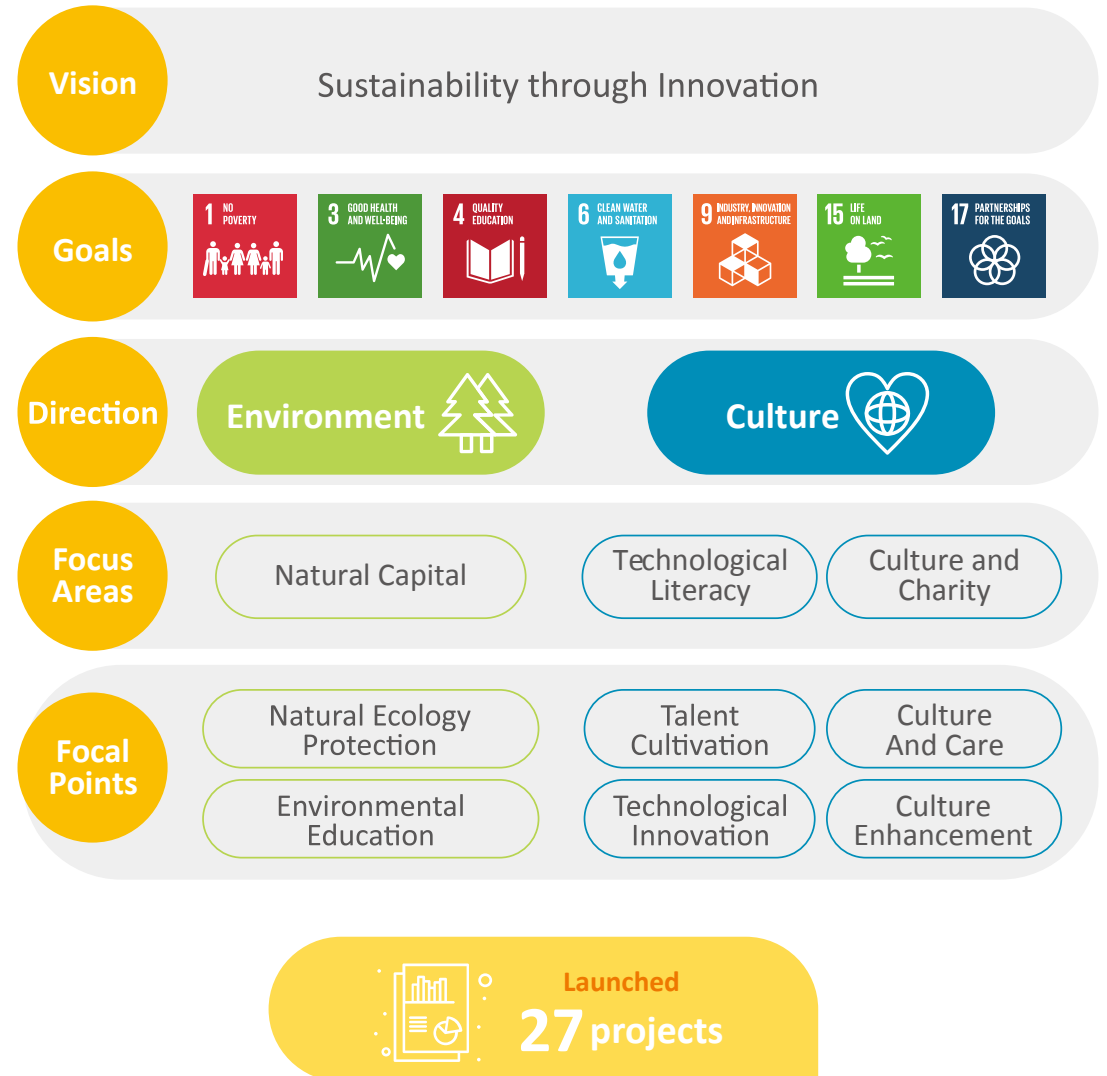 Vision
Sustainability through Innovation
Goals
1 NO
POVERTY
3 GOOD HEALTH
AND WELL-BEING
4 QUALITY
EDUCATION
6 CLEAN WATER
AND SANITATION
9 INDUSTRY, INNOVATION
AND INFRASTRUCTURE
15 LIFE
ON LAND
17 PARTNERSHIPS
FOR THE GOALS
Direction
Environment
Culture
Focus
Areas
Natural Capital
Technological
Literacy
Culture and
Charity
Focal
Points
Natural Ecology
Protection
Talent
Cultivation
Culture
And Care
Environmental
Education
Technological
Innovation
Culture
Enhancement
Launched
27 projects